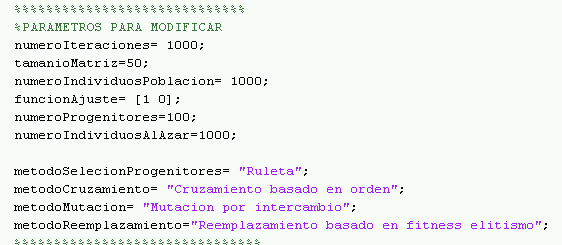 %%%%%%%%%%%%%%%%%%%%%%%%%%%%
%PARAMETROS PARA MODIFICAR
numeroIteraciones= 1000;
tamanioMatriz=50;
numeroIndividuosPoblacion= 1000;
funcionAjuste= [1 0];
numeroProgenitores=100;
numeroIndividuosAlAzar=1000;
metodoSelecionProgenitores= "Ruleta";
metodoCruzamiento= "Cruzamiento basado en orden";
metodoMutacion= "Mutacion por intercambio";
metodoReemplazamiento="Reemplazamiento basado en fitness elitismo";
%%%%%%%%%%%%%%%%%%%%%%%%%%%%%%